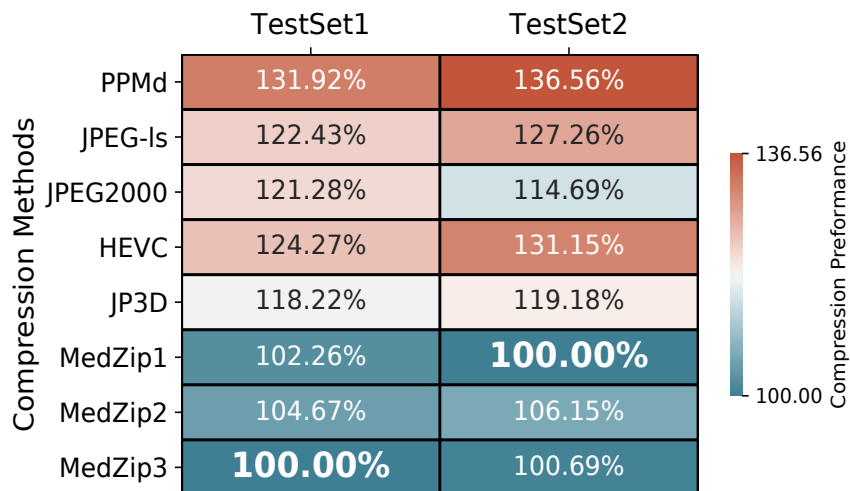 TestSet1 TestSet2
PPMd 131.92% 136.56%
JPEG-ls 122.43% 127.26%
JPEG2000 121.28% 114.69%
HEVC 124.27% 131.15%
JP3D 118.22% 119.18%
MedZip1 102.26% 100.00%
MedZip2 104.67% 106.15%
MedZip3 100.00% 100.69%
Compression Methods
136.56
100.00
Compression Preformance